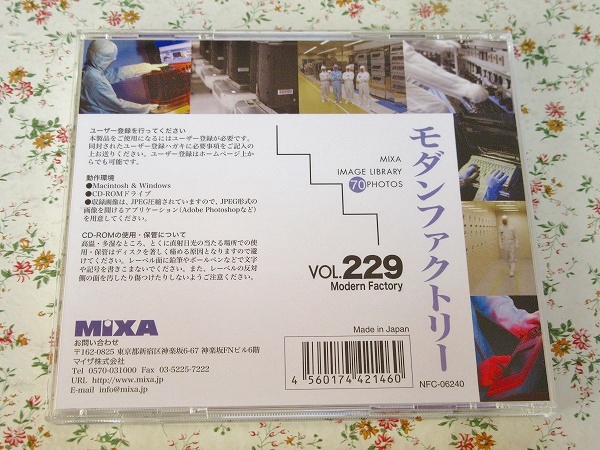 ユーザー登録を行ってください
本製品をご使用になるにはユーザー登録が必要です。
同封されたユーザー登録ハガキに必要事項をご記入の
上お送りください。ユーザー登録はホームページ上か
らでも可能です。
動作環境
●Macintosh & Windows
●CD-ROMドライブ
●収録画像は、JPEG圧縮されていますので、JPEG形式の
画像を開けるアプリケーション(Adobe Photoshopなど)
を用意してください。
CD-ROMの使用・保管について
高温・多湿なところ、とくに直射日光の当たる場所での使
用・保管はディスクを著しく痛める原因となりますので避
けてください。レーベル面に鉛筆やボールペンなどで文字
や記号を書きこまないでください。また、レーベルの反対
側の面を汚したり傷つけたりしないようご注意ください。
MIXA
IMAGE LIBRARY
70 PHOTOS
VOL.229
Modern Factory
モダンファクトリー
MIXA
お問い合わせ
〒162-0825 東京都新宿区神楽坂6-67 神楽坂FNビル6階
マイザ株式会社
Tel 0570-031000 Fax 03-5225-7222
URL http://www.mixa.jp
E-mail info@mixa.jp
Made in Japan
4 560174 421460
NFC-06240